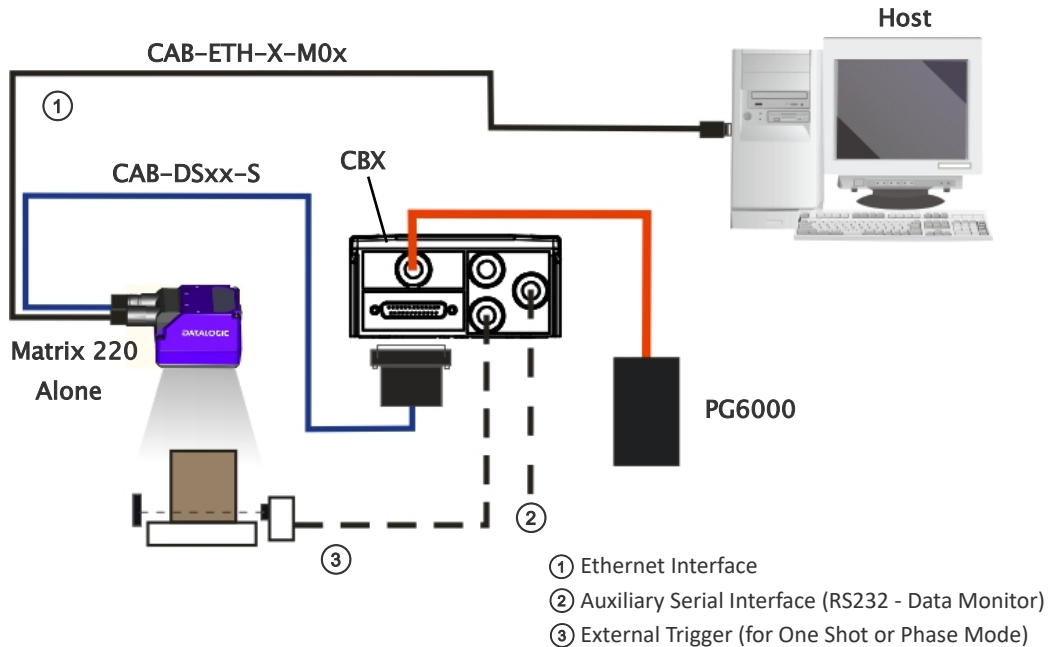 Host
CAB-ETH-X-M0x
1
CAB-DSxx-S
CBX
DATALOGIC
Matrix 220
Alone
PG6000
2
3
1 Ethernet Interface
2 Auxiliary Serial Interface (RS232 - Data Monitor)
3 External Trigger (for One Shot or Phase Mode)